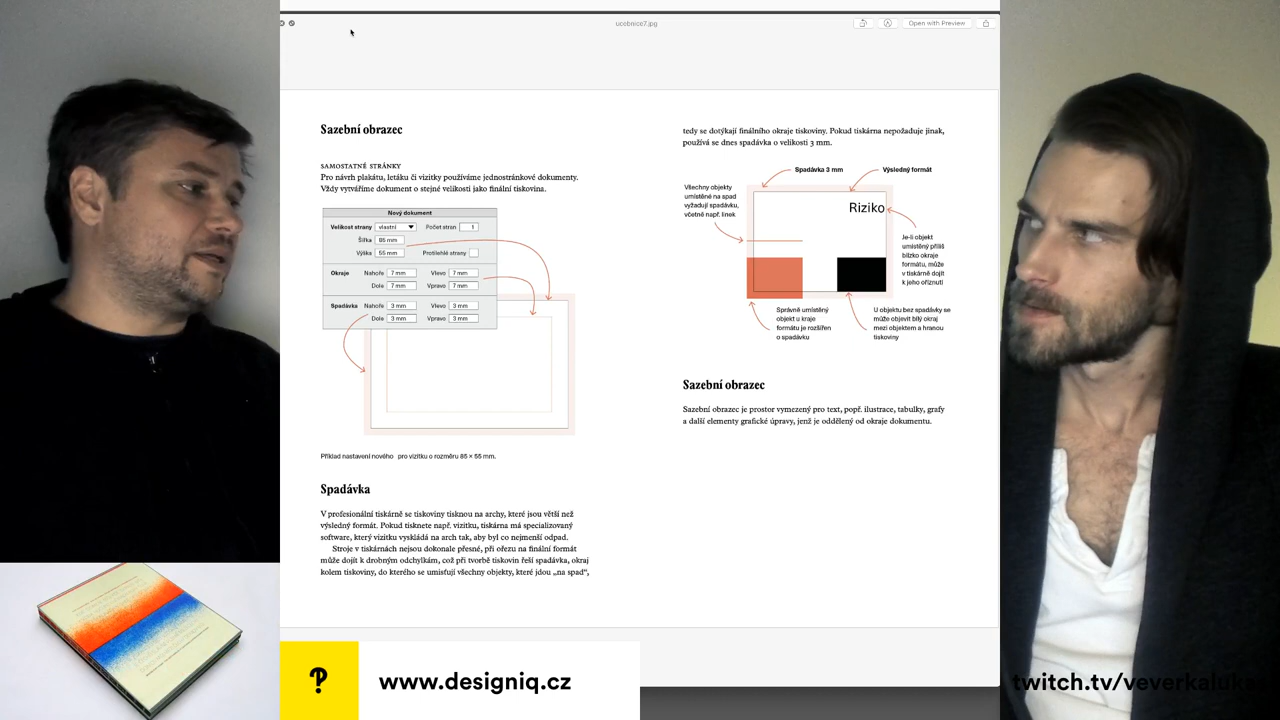 ucebnice7.jpg
Open with Preview
Sazební obrazec
SAMOSTATNÉ STRÁNKY
Pro návrh plakátu, letáku či vizitky používáme jednostránkové dokumenty.
Vždy vytváříme dokument o stejné velikosti jako finální tiskovina.
Nový dokument
Velikost strany vlastní Počet stran 1
Šířka 85 mm
Výška 55 mm Protilehlé strany
Okraje Nahoře 7 mm Vlevo 7 mm
Dole 7 mm Vpravo 7 mm
Spadávka Nahoře 3 mm Vlevo 3 mm
Dole 3 mm Vpravo 3 mm
Příklad nastavení nového pro vizitku o rozměru 85 × 55 mm.
Spadávka
V profesionální tiskárně se tiskoviny tisknou na archy, které jsou větší než
výsledný formát. Pokud tisknete např. vizitku, tiskárna má specializovaný
software, který vizitku vyskládá na arch tak, aby byl co nejmenší odpad.
Stroje v tiskárnách nejsou dokonale přesné, při ořezu na finální formát
může dojít k drobným odchylkám, což při tvorbě tiskovin řeší spadávka, okraj
kolem tiskoviny, do kterého se umisťují všechny objekty, které jdou „na spad“,
tedy se dotýkají finálního okraje tiskoviny. Pokud tiskárna nepožaduje jinak,
používá se dnes spadávka o velikosti 3 mm.
Spadávka 3 mm
Výsledný formát
Všechny objekty
umístěné na spad
vyžadují spadávku,
včetně např. linek
Riziko
Je-li objekt
umístěný příliš
blízko okraje
formátu, může
v tiskárně dojít
k jeho oříznutí
Správně umístěný
objekt u kraje
formátu je rozšířen
o spadávku
U objektu bez spadávky se
může objevit bílý okraj
mezi objektem a hranou
tiskoviny
Sazební obrazec
Sazební obrazec je prostor vymezený pro text, popř. ilustrace, tabulky, grafy
a další elementy grafické úpravy, jenž je oddělený od okraje dokumentu.
?
www.designiq.cz
twitch.tv/veverkaluka